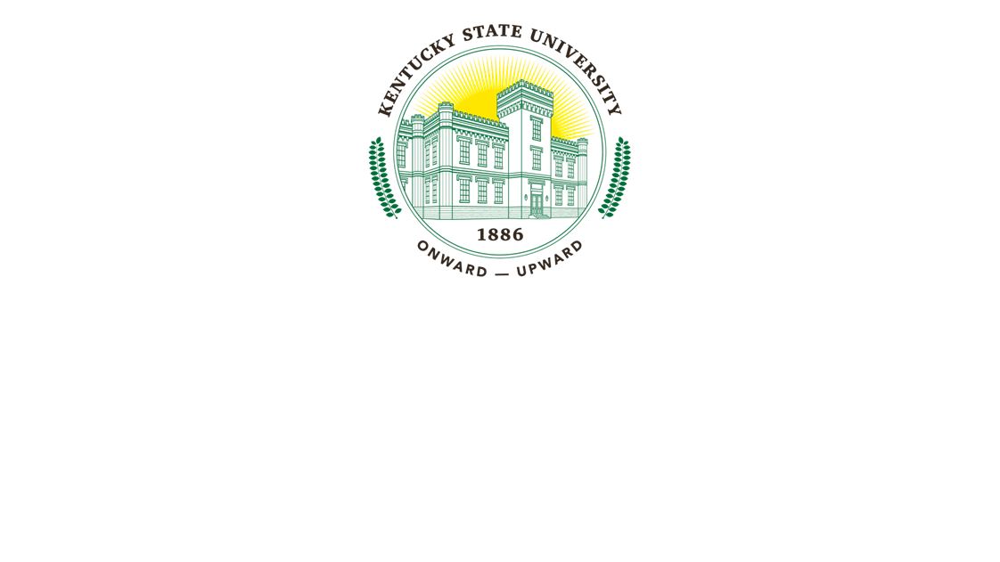 KENTUCKY STATE UNIVERSITY
1886
ONWARD — UPWARD